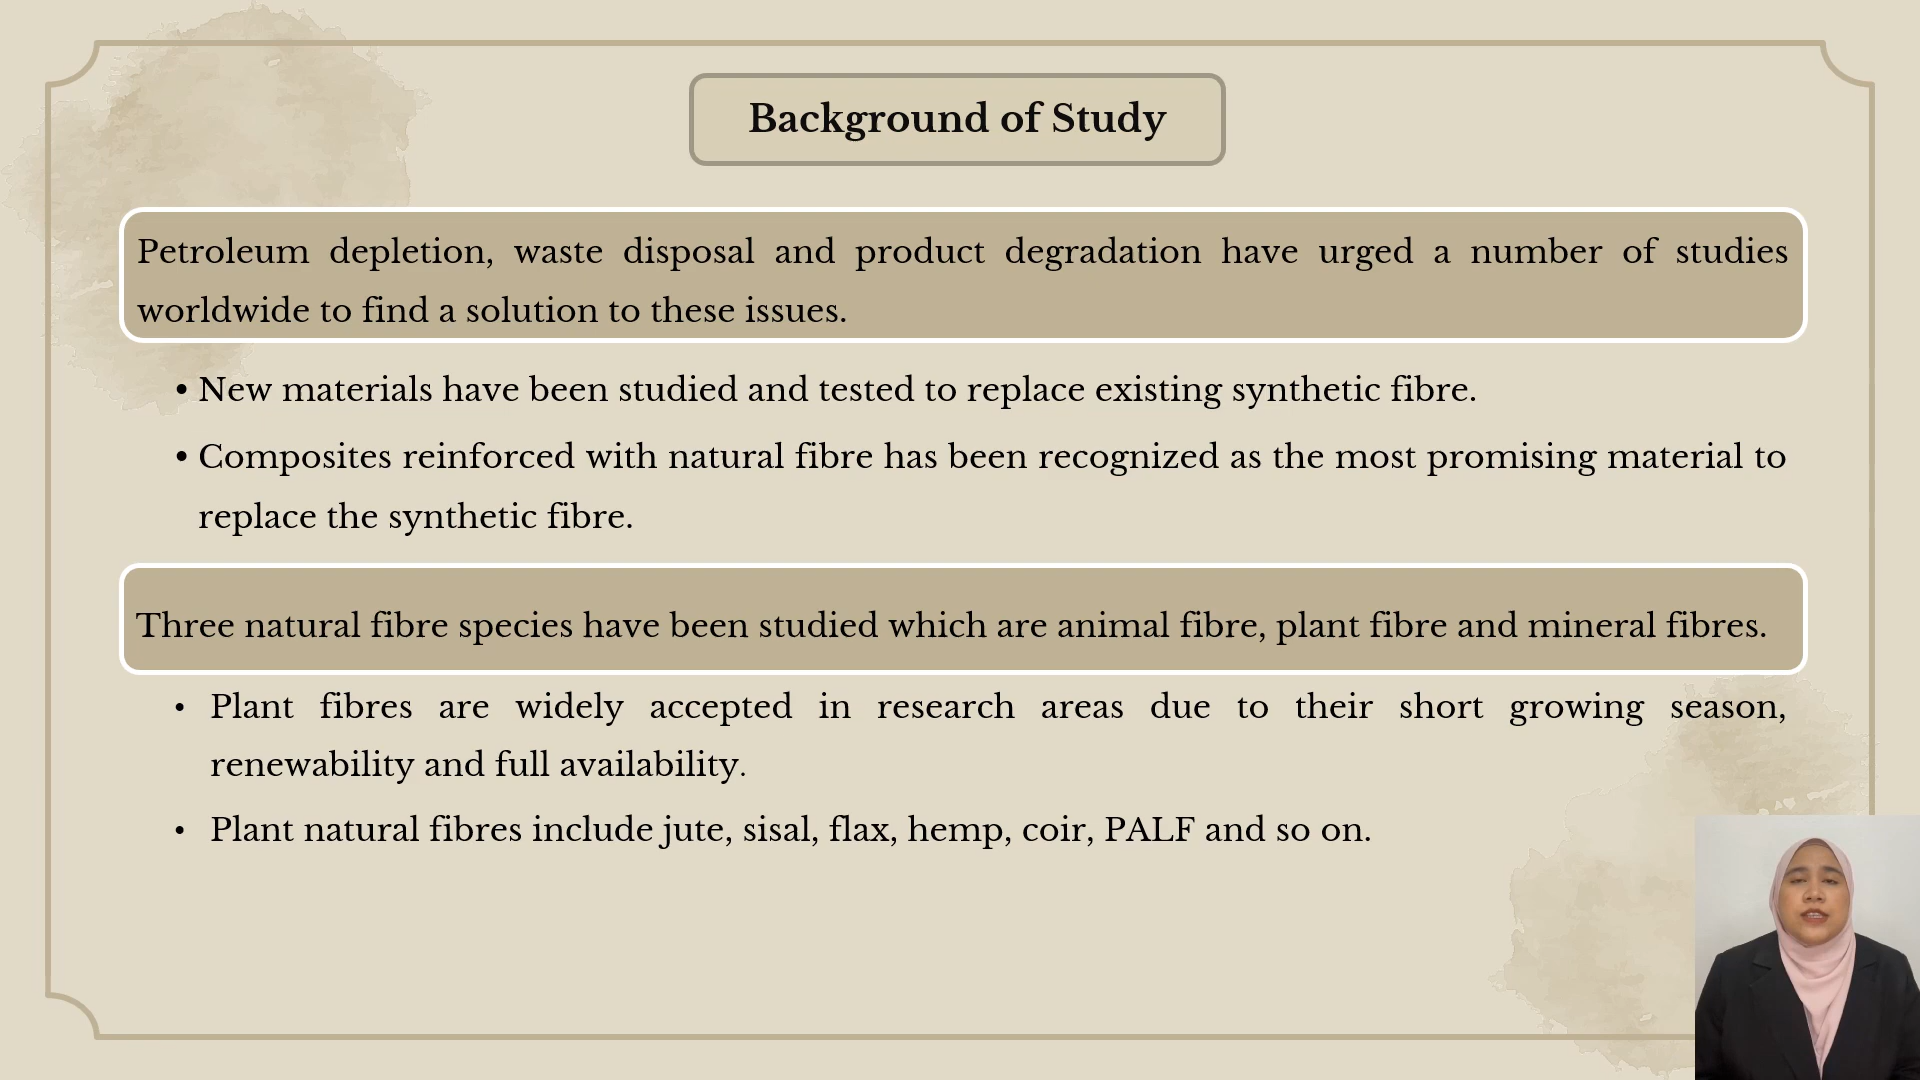 Background of Study
Petroleum depletion, waste disposal and product degradation have urged a number of studies
worldwide to find a solution to these issues.
• New materials have been studied and tested to replace existing synthetic fibre.
• Composites reinforced with natural fibre has been recognized as the most promising material to
replace the synthetic fibre.
Three natural fibre species have been studied which are animal fibre, plant fibre and mineral fibres.
• Plant fibres are widely accepted in research areas due to their short growing season,
renewability and full availability.
• Plant natural fibres include jute, sisal, flax, hemp, coir, PALF and so on.